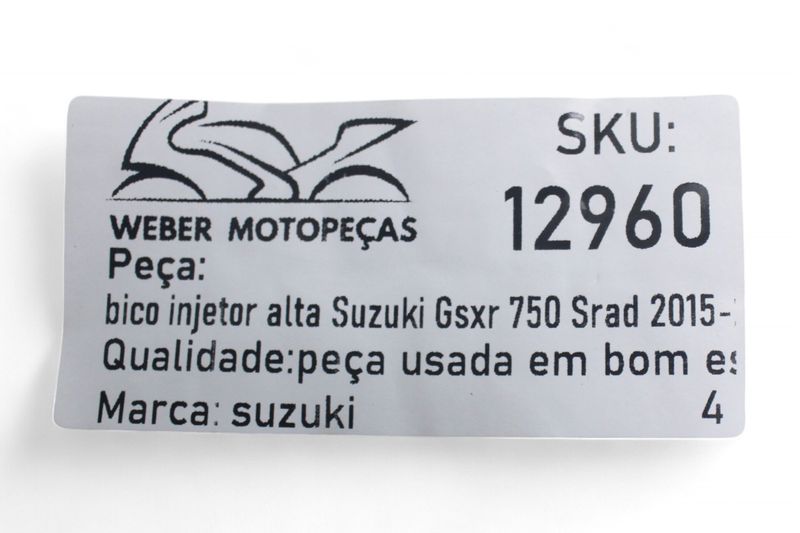 SKU:
12960
WEBER MOTOPEÇAS
Peça:
bico injetor alta Suzuki Gsxr 750 Srad 2015-
Qualidade:peça usada em bom es
Marca: suzuki 4